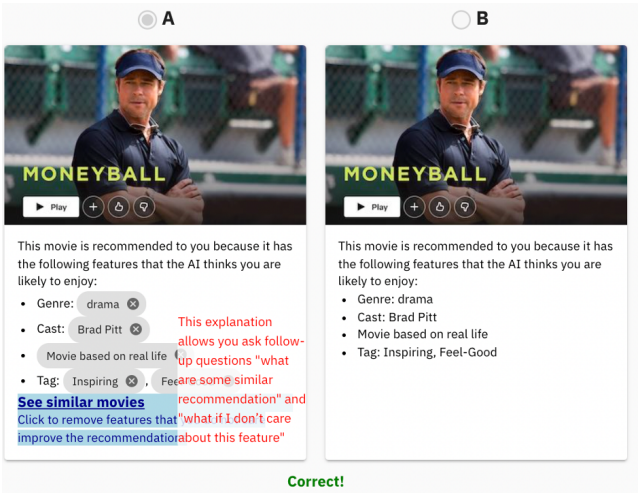 A
B
MONEYBALL
Play
MONEYBALL
Play
This movie is recommended to you because it has
the following features that the AI thinks you are
likely to enjoy:
Genre: drama
Cast: Brad Pitt
Movie based on real life
Tag: Inspiring ,
See similar movies
Click to remove features that
improve the recommendation
This explanation
allows you ask follow-
up questions "what
are some similar
recommendation" and
"what if I don’t care
about this feature"
This movie is recommended to you because it has
the following features that the AI thinks you are
likely to enjoy:
Genre: drama
Cast: Brad Pitt
Movie based on real life
Tag: Inspiring, Feel-Good
Correct!